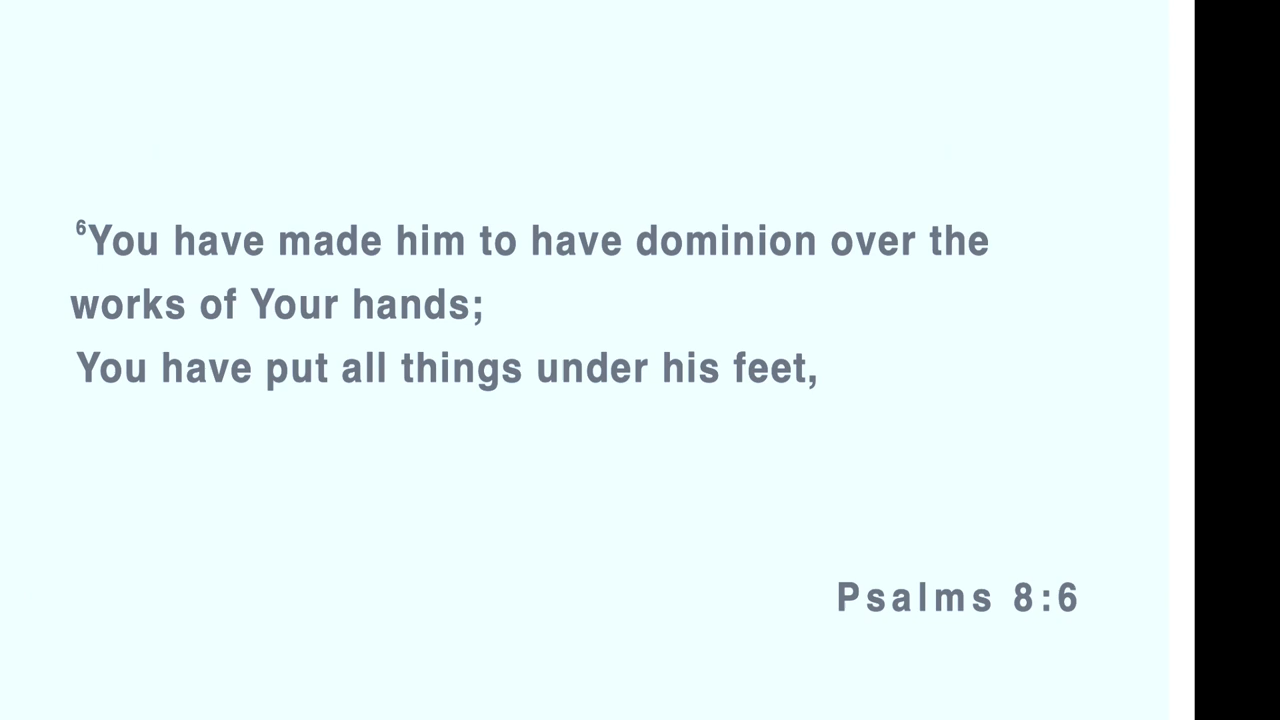 ⁶You have made him to have dominion over the
works of Your hands;
You have put all things under his feet,
Psalms 8:6